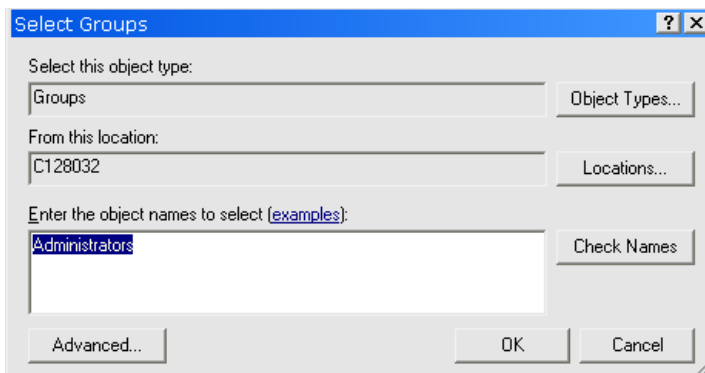 Select Groups
Select this object type:
Groups
Object Types...
From this location:
C128032
Locations...
Enter the object names to select (examples):
Administrators
Check Names
Advanced...
OK
Cancel